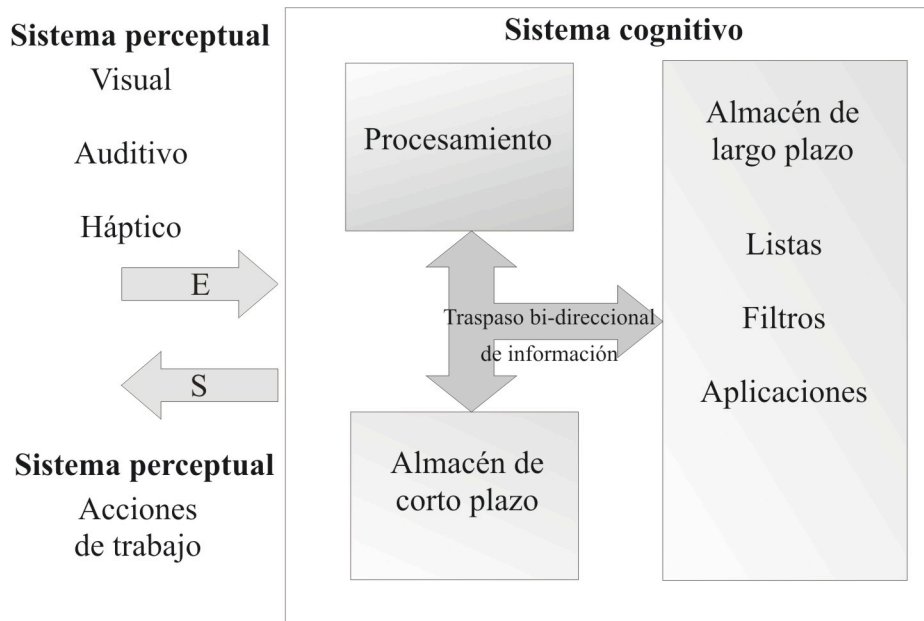 Sistema perceptual
Visual
Auditivo
Háptico
E
S
Sistema perceptual
Acciones
de trabajo
Sistema cognitivo
Procesamiento
Traspaso bi-direccional
de información
Almacén de
corto plazo
Almacén de
largo plazo
Listas
Filtros
Aplicaciones